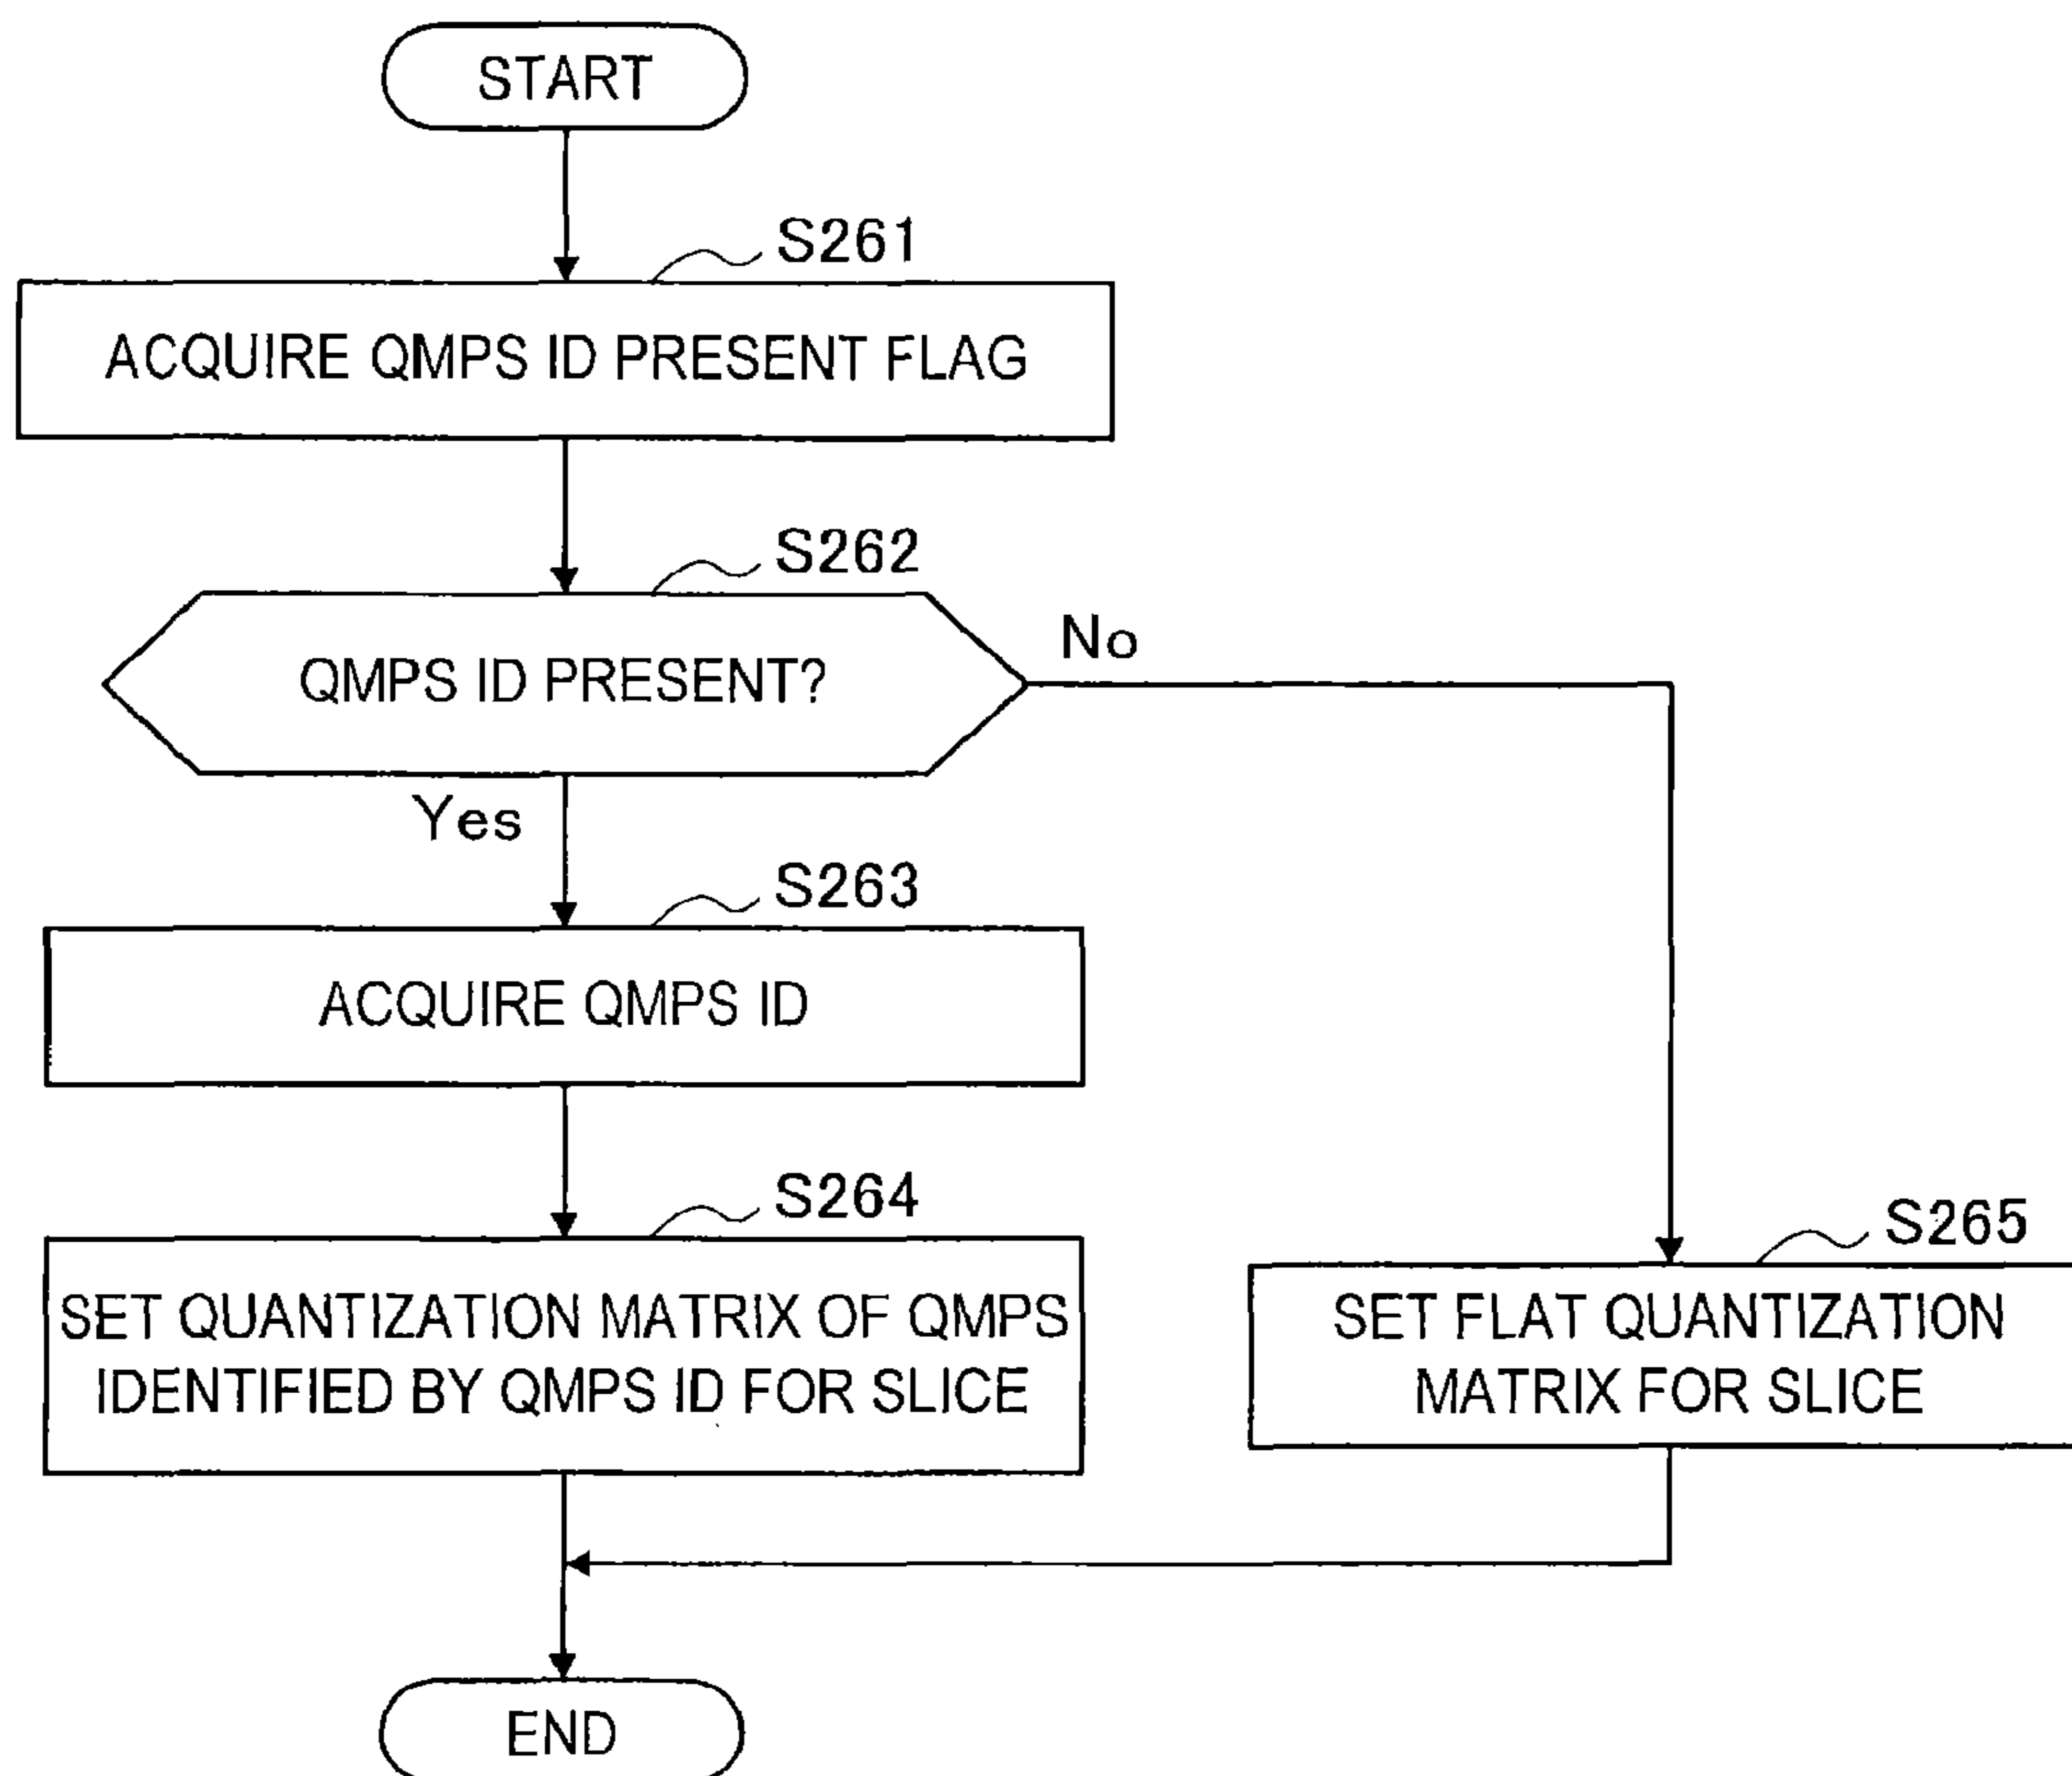 START
S261
ACQUIRE QMPS ID PRESENT FLAG
S262
QMPS ID PRESENT?
No
Yes
S263
ACQUIRE QMPS ID
S264
SET QUANTIZATION MATRIX OF QMPS
IDENTIFIED BY QMPS ID FOR SLICE
S265
SET FLAT QUANTIZATION
MATRIX FOR SLICE
END